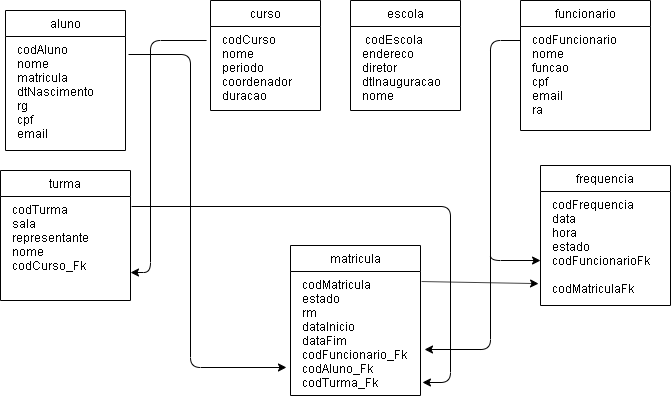 aluno
codAluno
nome
matricula
dtNascimento
rg
cpf
email
curso
codCurso
nome
periodo
coordenador
duracao
escola
codEscola
endereco
diretor
dtInauguracao
nome
funcionario
codFuncionario
nome
funcao
cpf
email
ra
turma
codTurma
sala
representante
nome
codCurso_Fk
matricula
codMatricula
estado
rm
dataInicio
dataFim
codFuncionario_Fk
codAluno_Fk
codTurma_Fk
frequencia
codFrequencia
data
hora
estado
codFuncionarioFk
codMatriculaFk